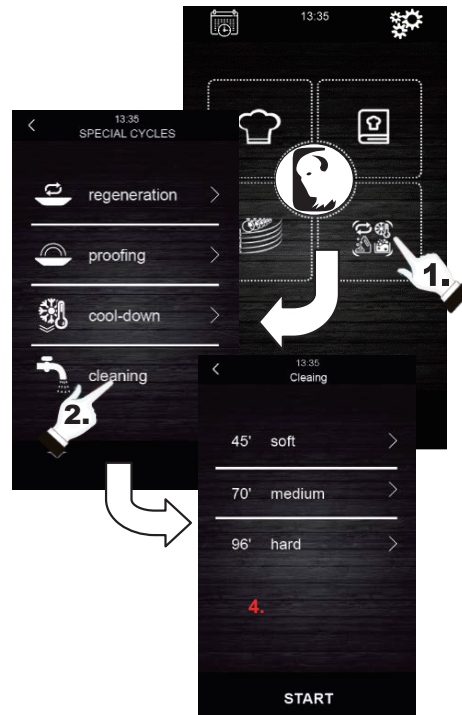 13:35
1.
13:35
SPECIAL CYCLES
regeneration
proofing
cool-down
cleaning
2.
13:35
Cleaing
45' soft
70' medium
96' hard
4.
START